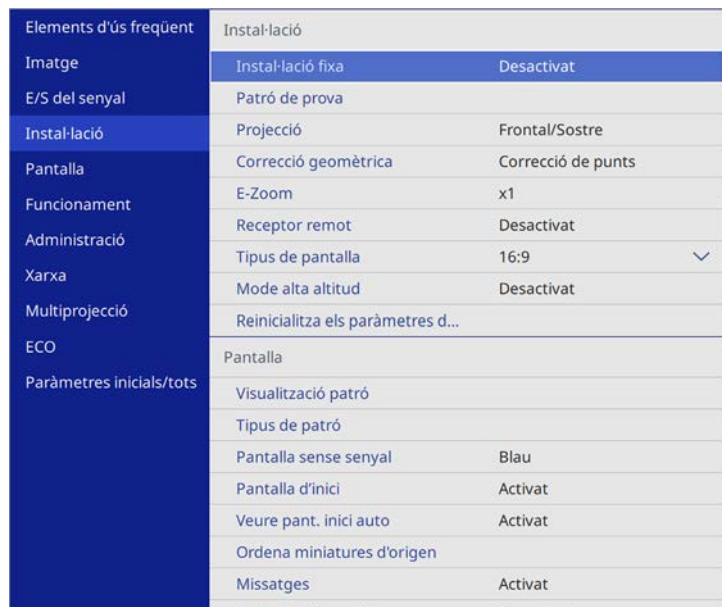 Elements d'ús freqüent
Imatge
E/S del senyal
Instal·lació
Pantalla
Funcionament
Administració
Xarxa
Multiprojecció
ECO
Paràmetres inicials/tots
Instal·lació
Instal·lació fixa Desactivat
Patró de prova
Projecció Frontal/Sostre
Correcció geomètrica Correcció de punts
E-Zoom x1
Receptor remot Desactivat
Tipus de pantalla 16:9
Mode alta altitud Desactivat
Reinicialitza els paràmetres d...
Pantalla
Visualització patró
Tipus de patró
Pantalla sense senyal Blau
Pantalla d’inici Activat
Veure pant. inici auto Activat
Ordena miniatures d'origen
Missatges Activat